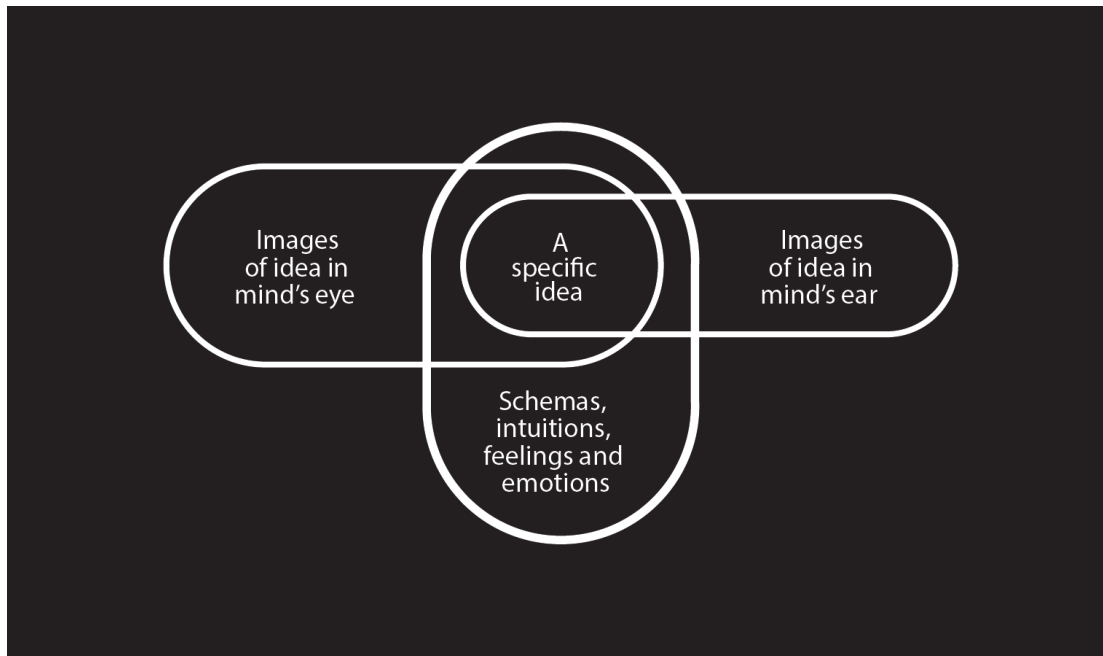 Images
of idea in
mind’s eye
A
specific
idea
Images
of idea in
mind’s ear
Schemas,
intuitions,
feelings and
emotions